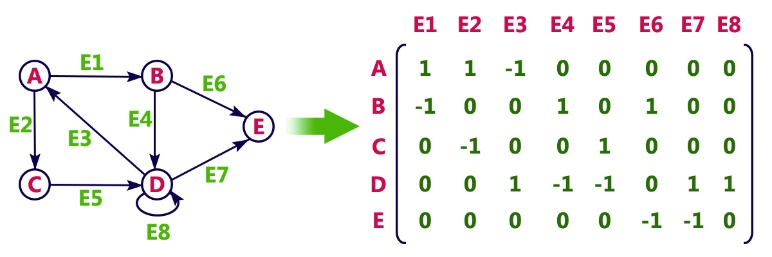 E1 E2 E3 E4 E5 E6 E7 E8
A 1 1 -1 0 0 0 0 0
B -1 0 0 1 0 1 0 0
C 0 -1 0 0 1 0 0 0
D 0 0 1 -1 -1 0 1 1
E 0 0 0 0 0 -1 -1 0
A E1 B
E6
E2 E3 E4 E
C E5 D E7
E8